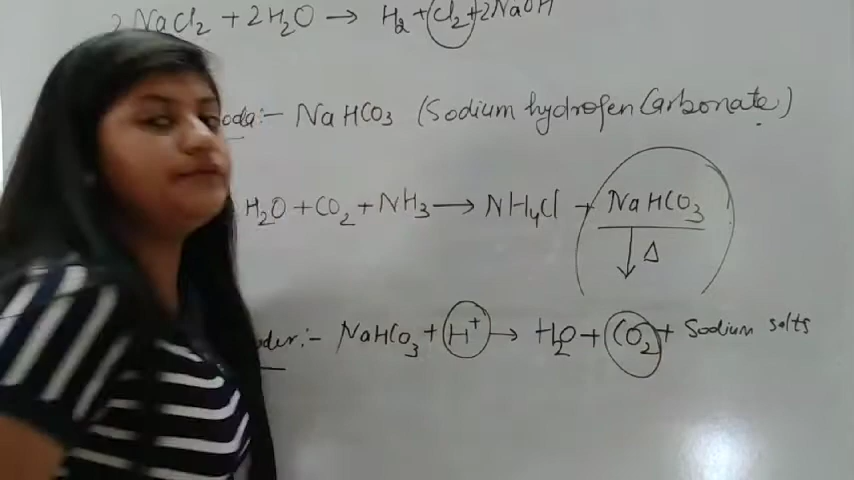 2 NaCl2 + 2H2O → H2 + Cl2 + 2NaOH
oda:- NaHCO3 (Sodium hydrogen Carbonate)
H2O + CO2 + NH3 → NH4Cl + NaHCO3
↓ Δ
der:- NaHCO3 + H+ → H2O + CO2 + Sodium salts